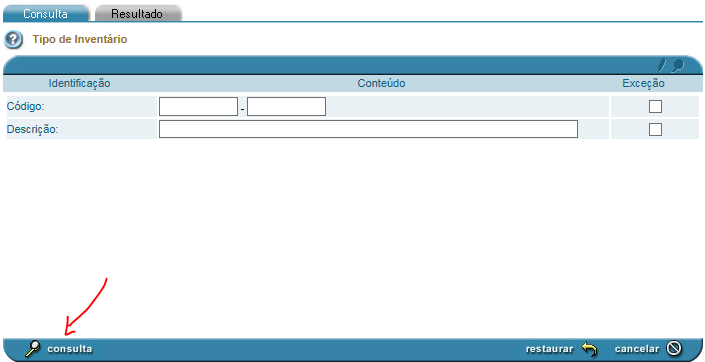 Consulta Resultado
? Tipo de Inventário
Identificação Conteúdo Exceção
Código: -
Descrição:
consulta restaurar cancelar